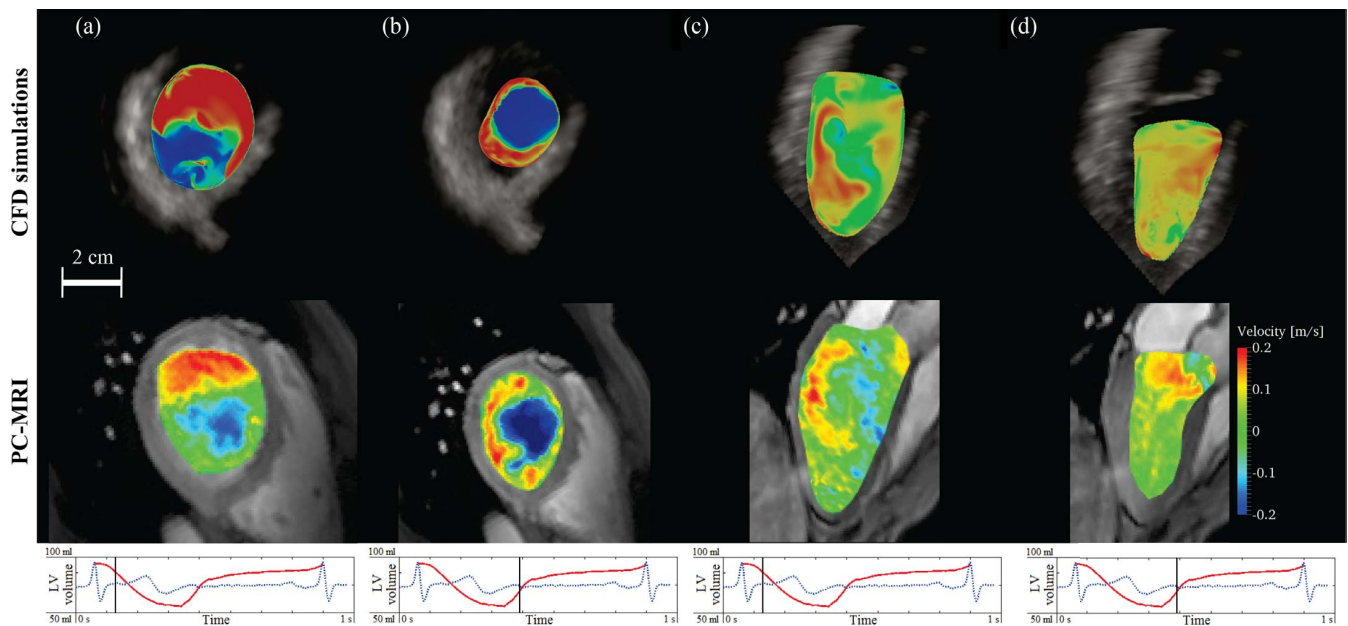 (a)
(b)
(c)
(d)
CFD simulations
2 cm
PC-MRI
Velocity [m/s]
0.2
0.1
0
-0.1
-0.2
100 ml
LV
volume
50 ml
0 s
Time
1 s
100 ml
LV
volume
50 ml
0 s
Time
1 s
100 ml
LV
volume
50 ml
0 s
Time
1 s
100 ml
LV
volume
50 ml
0 s
Time
1 s